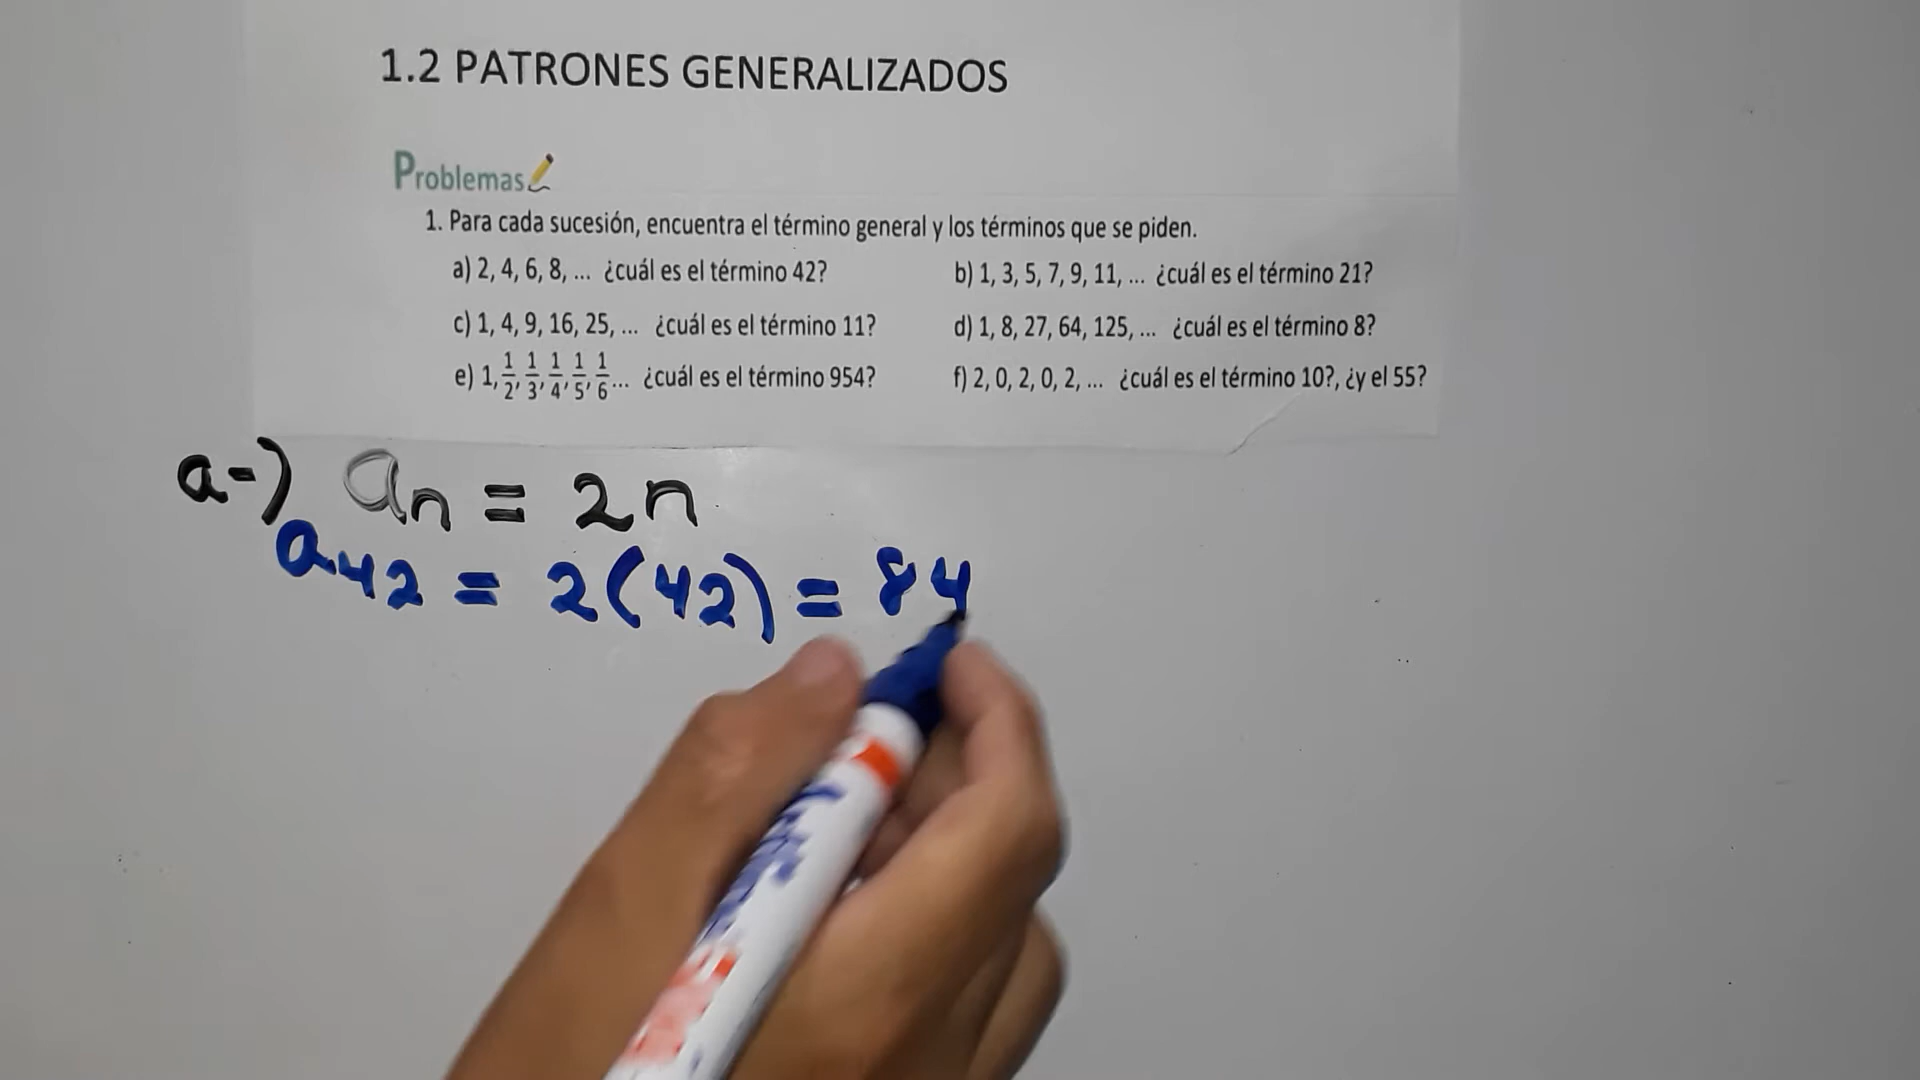 1.2 PATRONES GENERALIZADOS
Problemas
1. Para cada sucesión, encuentra el término general y los términos que se piden.
a) 2, 4, 6, 8, ... ¿cuál es el término 42?
b) 1, 3, 5, 7, 9, 11, ... ¿cuál es el término 21?
c) 1, 4, 9, 16, 25, ... ¿cuál es el término 11?
d) 1, 8, 27, 64, 125, ... ¿cuál es el término 8?
e) 1, 1/2, 1/3, 1/4, 1/5, 1/6 ... ¿cuál es el término 954?
f) 2, 0, 2, 0, 2, ... ¿cuál es el término 10?, ¿y el 55?
a-) an = 2n
a42 = 2(42) = 84